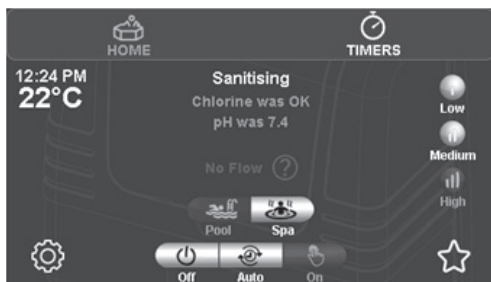 HOME
TIMERS
12:24 PM
22°C
Sanitising
Chlorine was OK
pH was 7.4
No Flow ?
Low
Medium
High
Pool Spa
Off Auto On